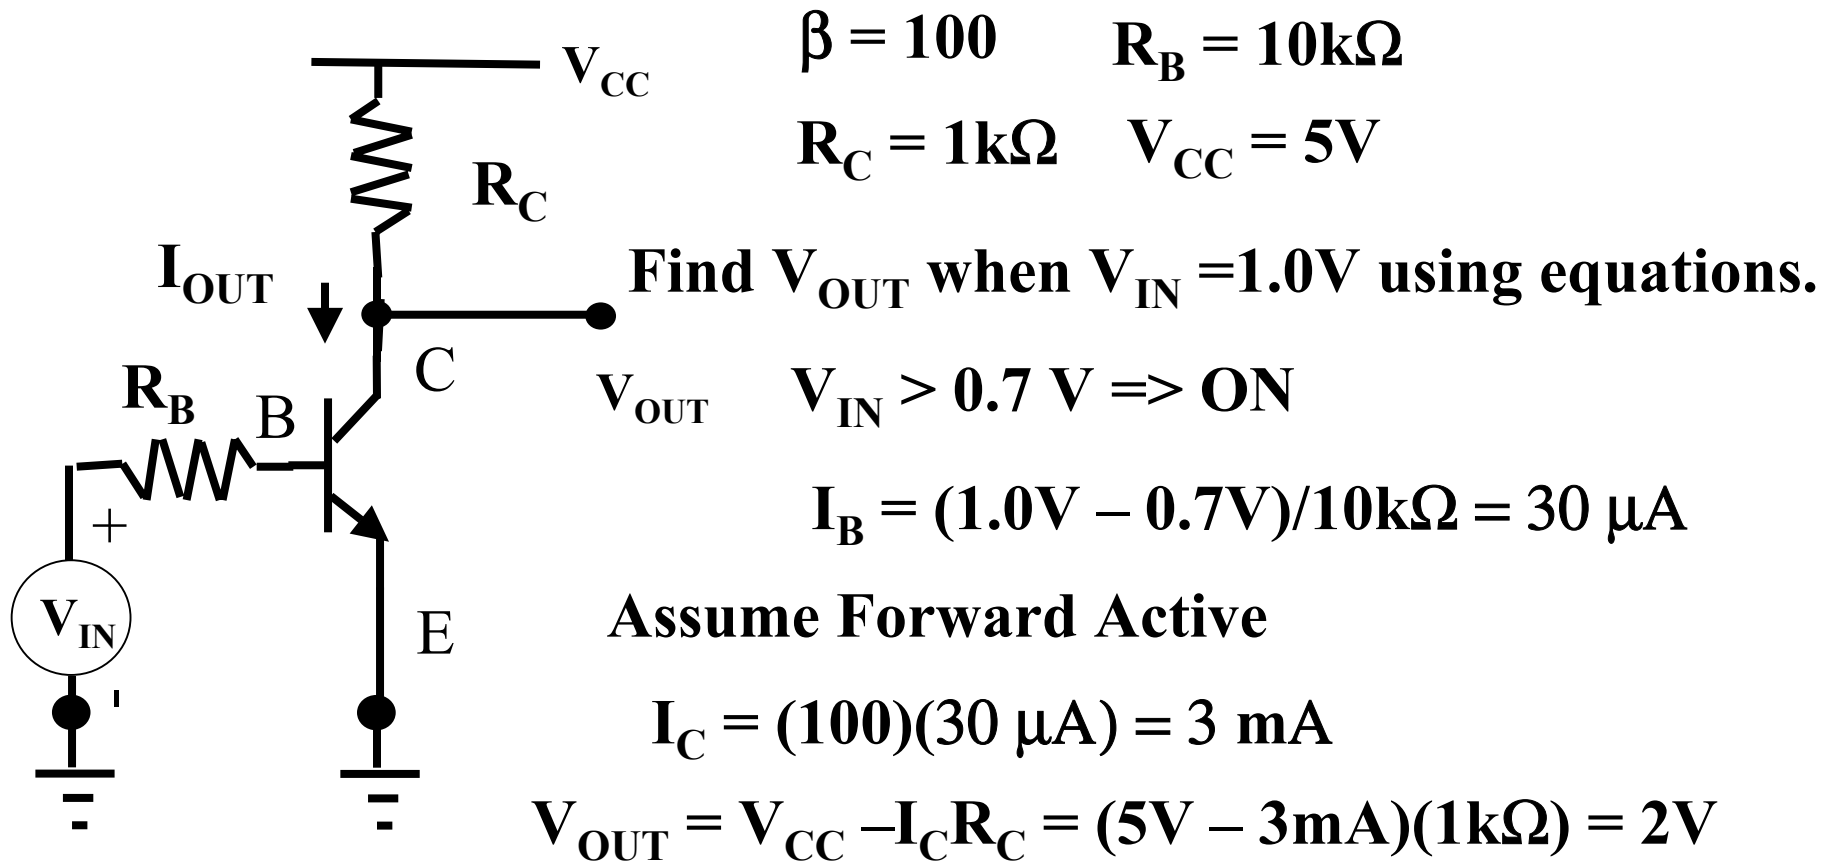 β = 100 R_B = 10kΩ
V_CC
R_C = 1kΩ V_CC = 5V
R_C
I_OUT
Find V_OUT when V_IN =1.0V using equations.
C
R_B
B
V_OUT
V_IN > 0.7 V => ON
+
I_B = (1.0V – 0.7V)/10kΩ = 30 μA
V_IN
E
Assume Forward Active
-
I_C = (100)(30 μA) = 3 mA
V_OUT = V_CC –I_CR_C = (5V – 3mA)(1kΩ) = 2V